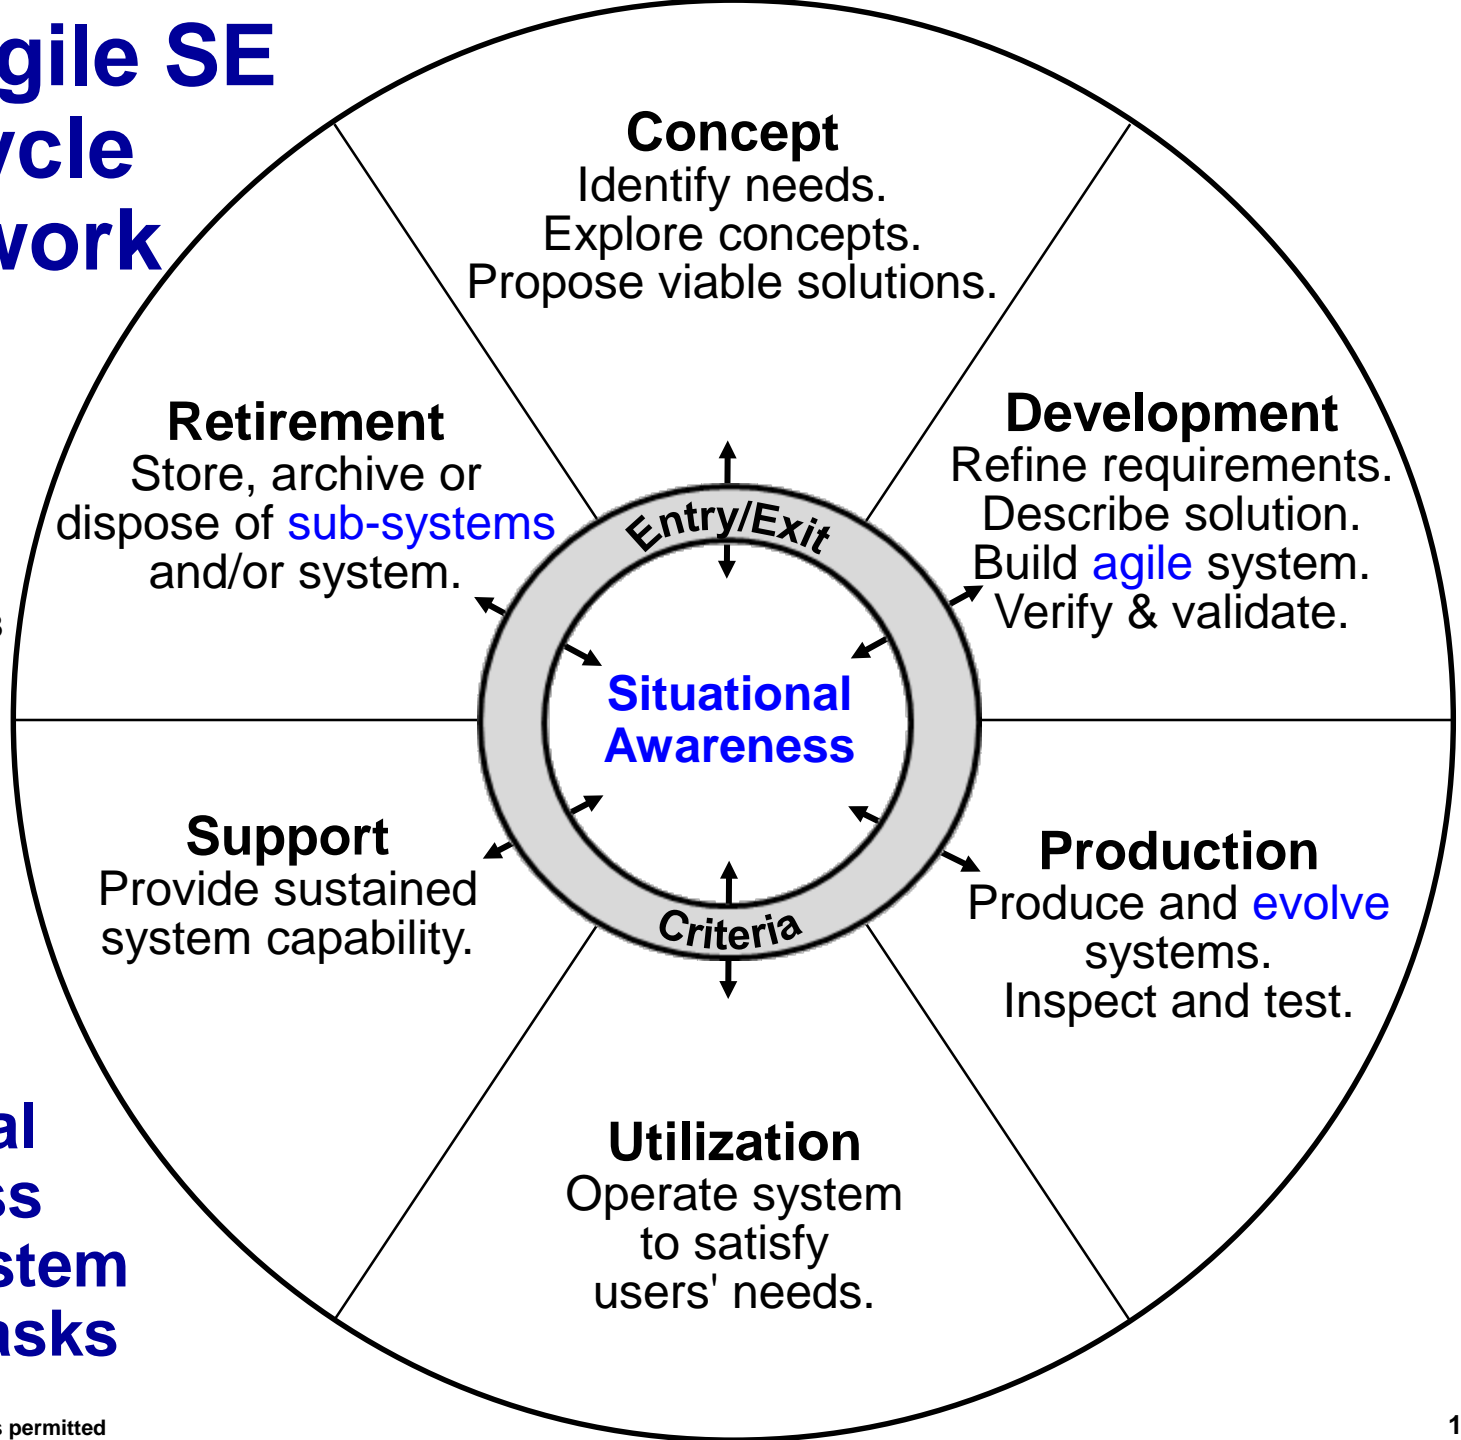 gile SE
ycle
work
Concept
Identify needs.
Explore concepts.
Propose viable solutions.
Retirement
Store, archive or
dispose of sub-systems
and/or system.
Development
Refine requirements.
Describe solution.
Build agile system.
Verify & validate.
Entry/Exit
Situational
Awareness
Criteria
s
Support
Provide sustained
system capability.
Production
Produce and evolve
systems.
Inspect and test.
Utilization
Operate system
to satisfy
users' needs.
al
ss
stem
asks
s permitted
1